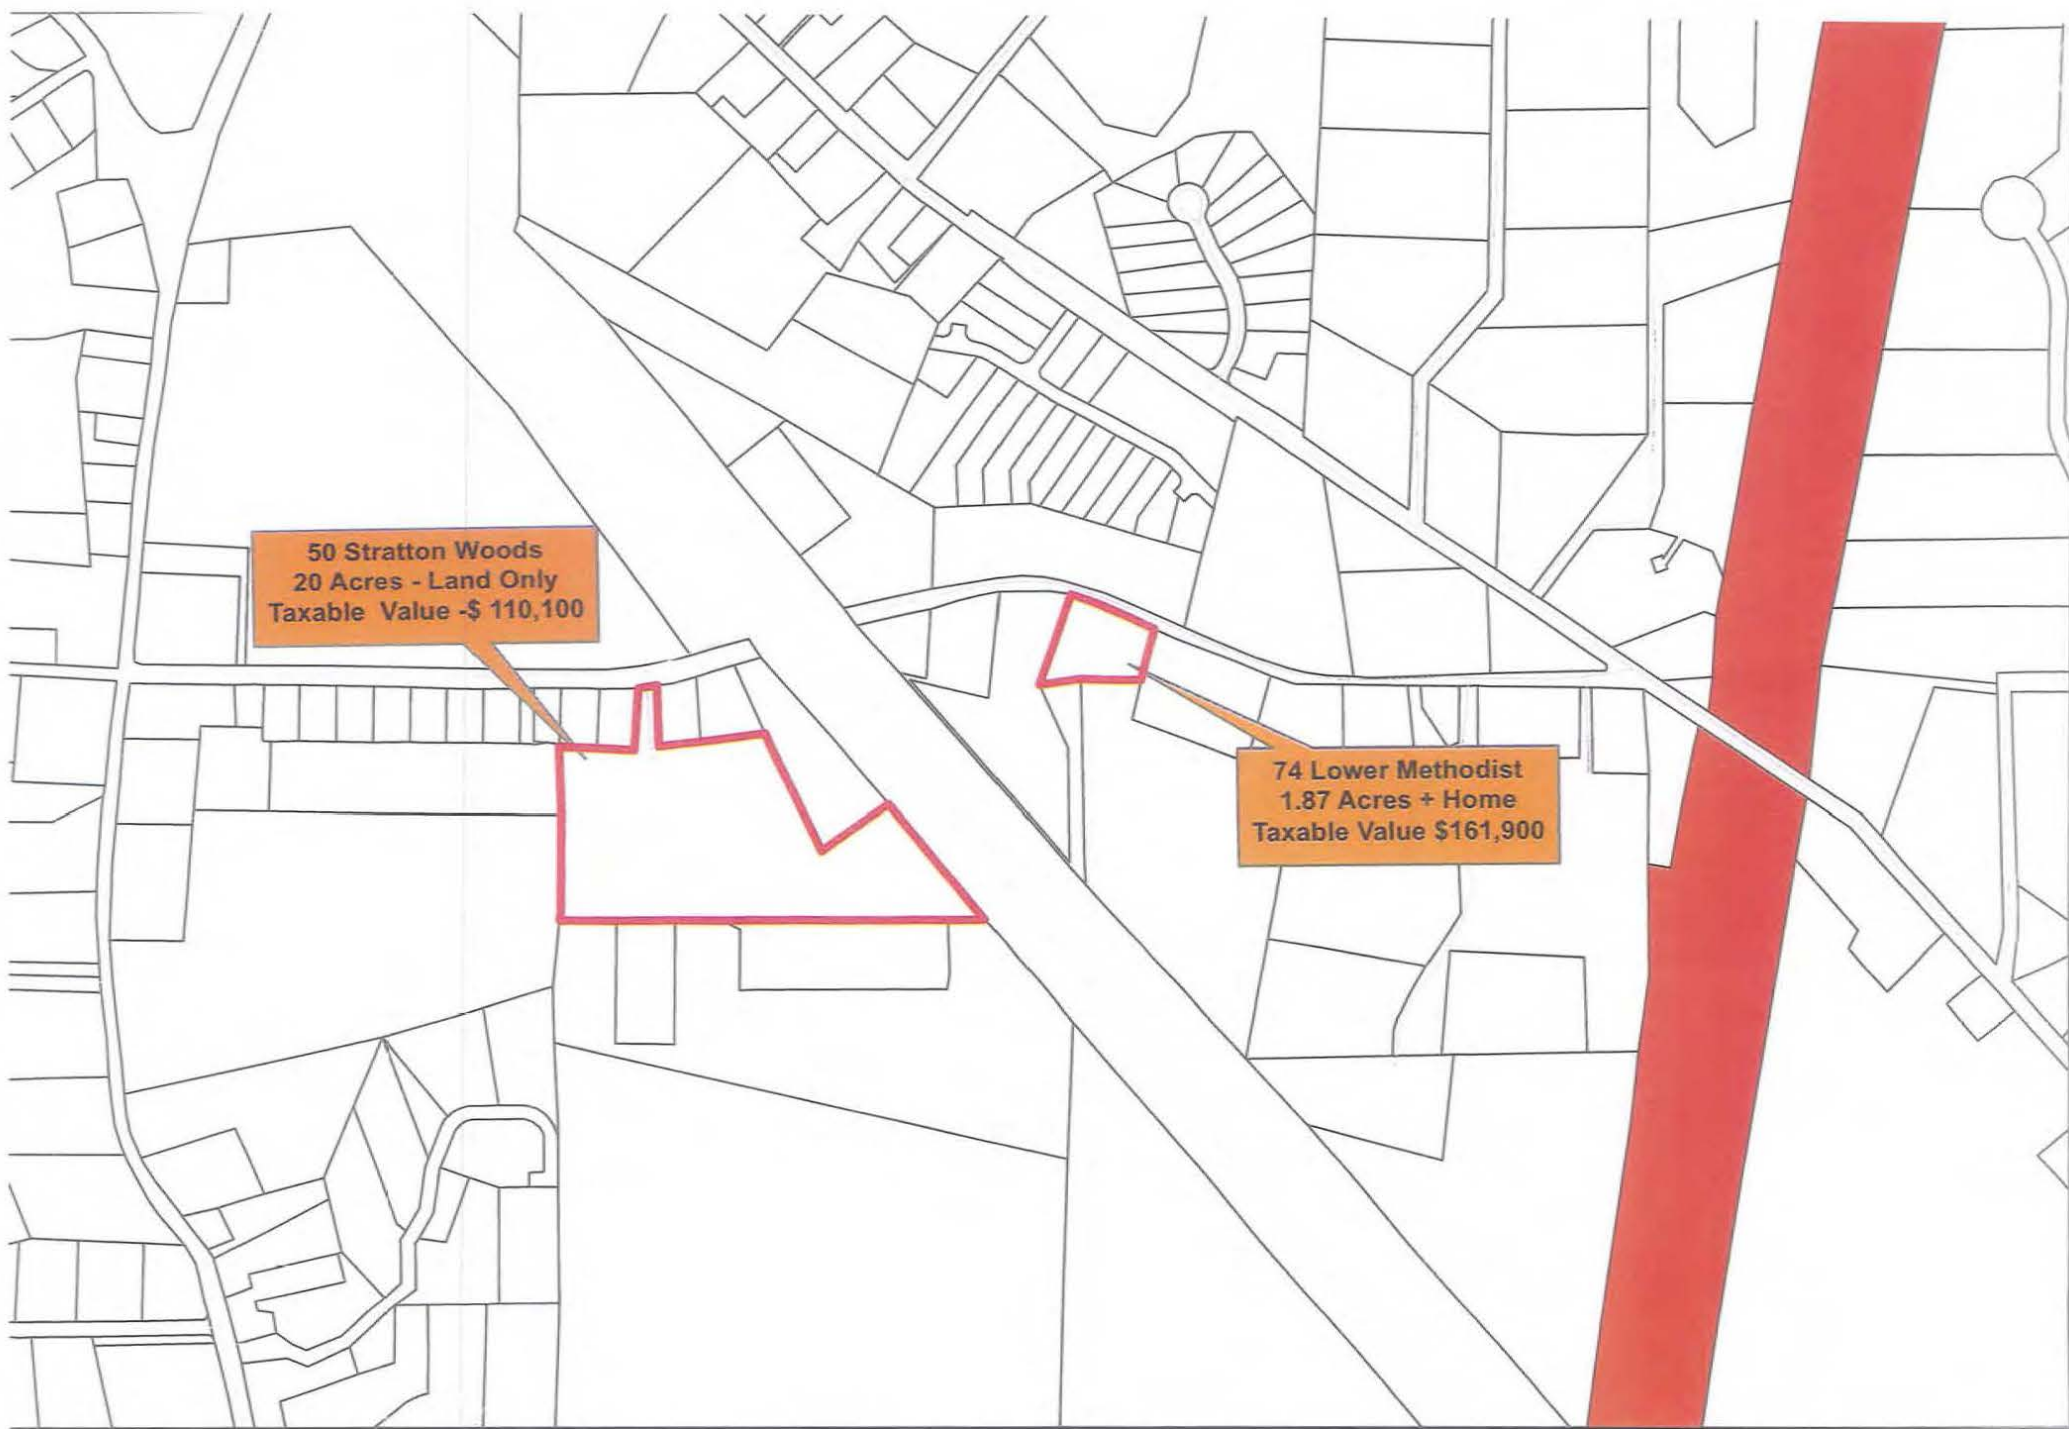 50 Stratton Woods
20 Acres - Land Only
Taxable Value -$ 110,100
74 Lower Methodist
1.87 Acres + Home
Taxable Value $161,900